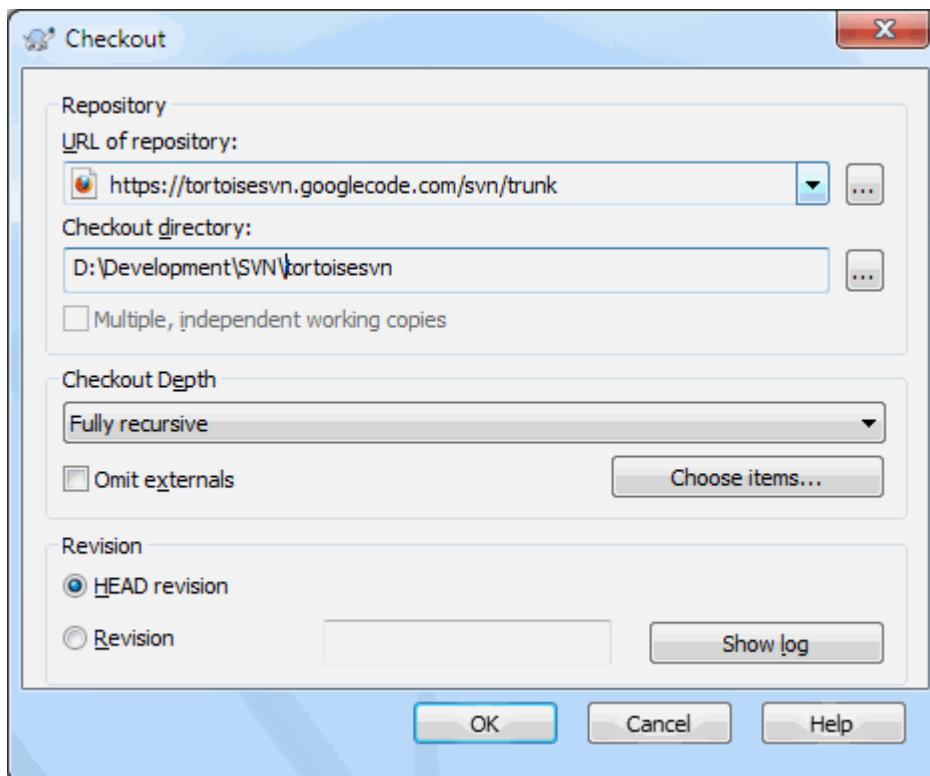 Checkout
Repository
URL of repository:
https://tortoisesvn.googlecode.com/svn/trunk
...
Checkout directory:
D:\Development\SVN\tortoisesvn
...
Multiple, independent working copies
Checkout Depth
Fully recursive
Omit externals
Choose items...
Revision
HEAD revision
Revision
Show log
OK
Cancel
Help